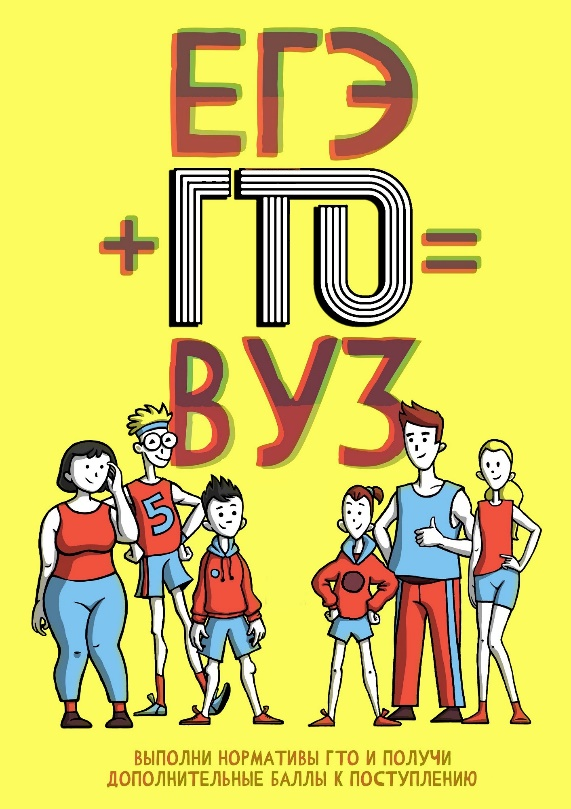 ЕГЭ
+ГТО=
ВУЗ
5
ВЫПОЛНИ НОРМАТИВЫ ГТО И ПОЛУЧИ
ДОПОЛНИТЕЛЬНЫЕ БАЛЛЫ К ПОСТУПЛЕНИЮ